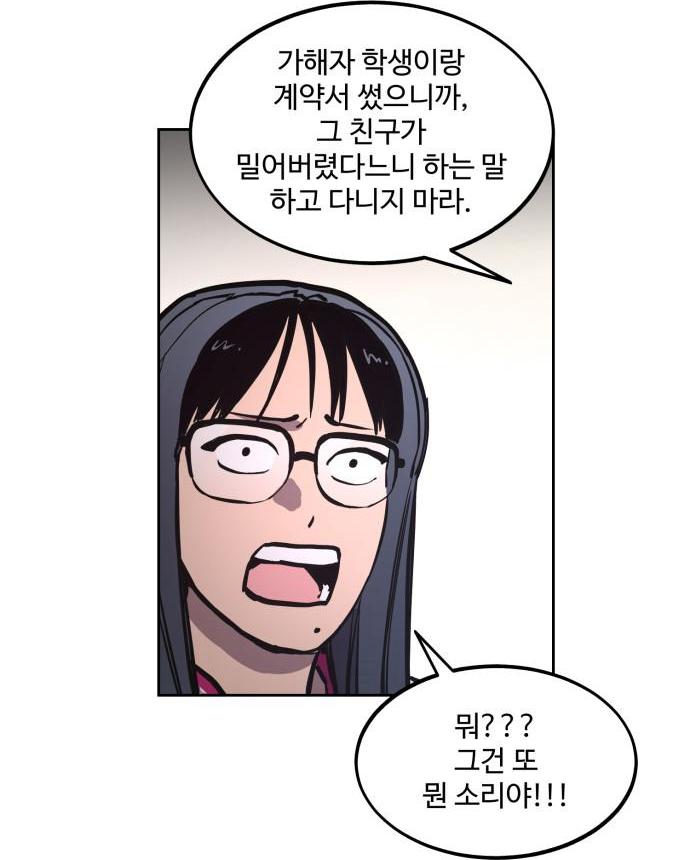 가해자 학생이랑
계약서 썼으니까,
그 친구가
밀어버렸다느니 하는 말
하고 다니지 마라.
뭐???
그건 또
뭔 소리야!!!